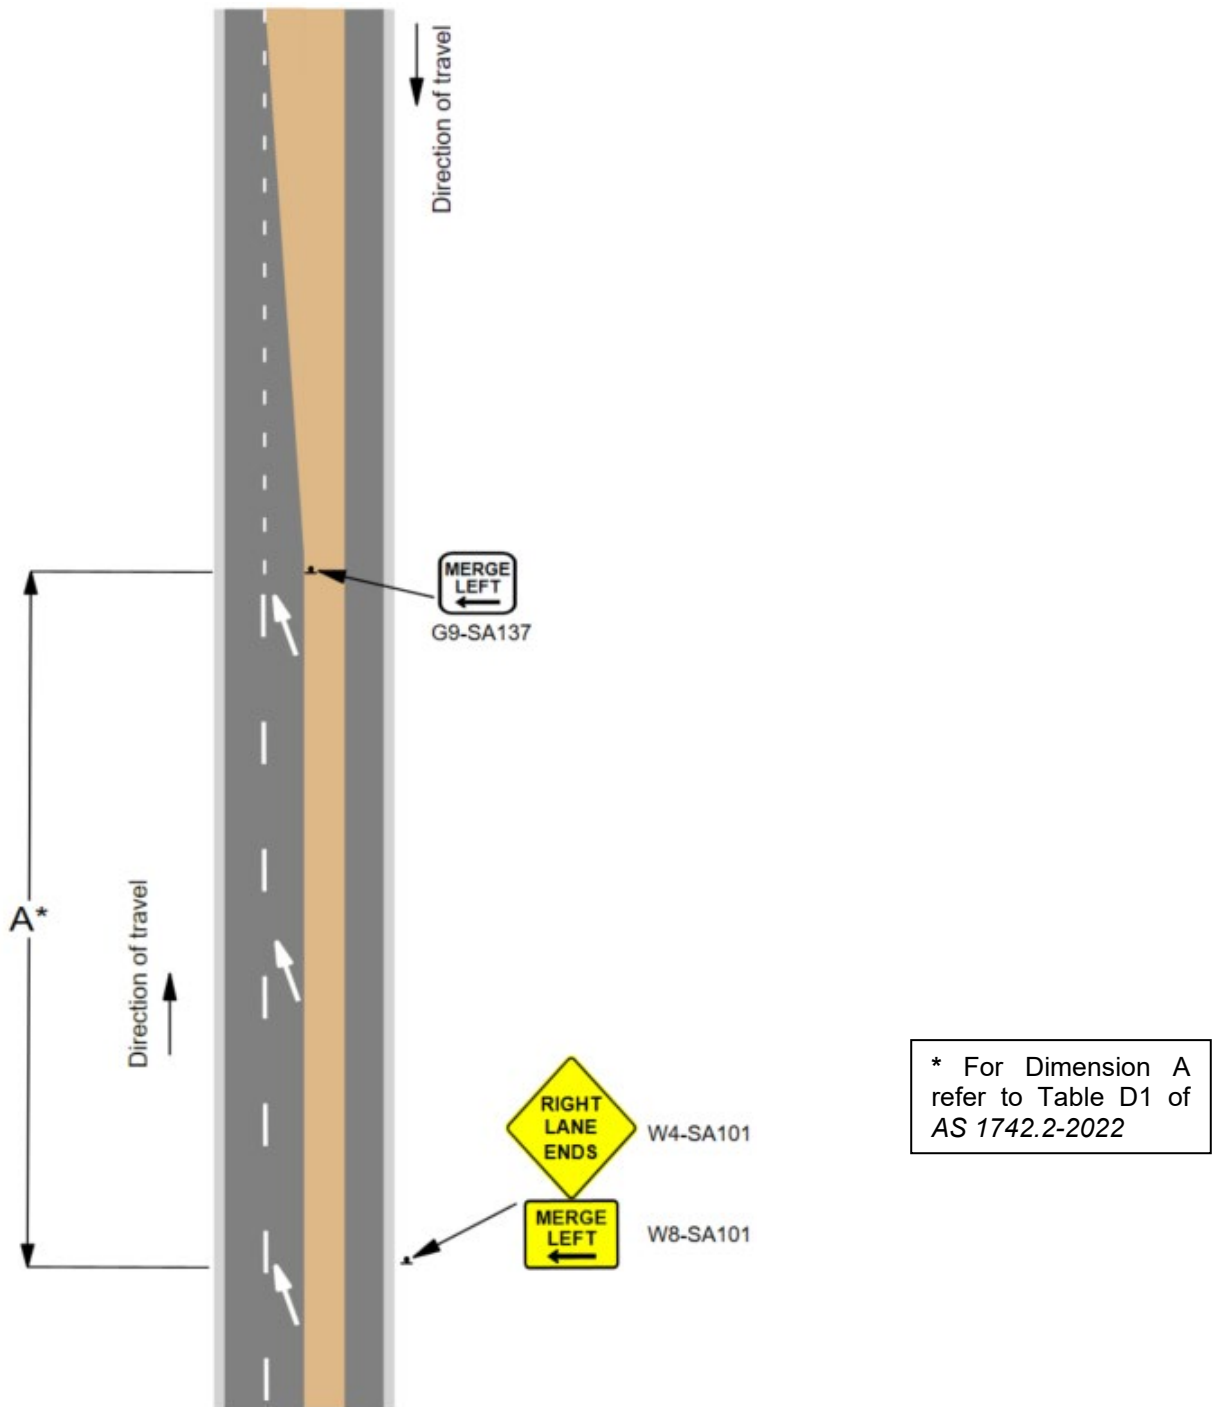 Direction of travel
MERGE
LEFT
G9-SA137
A*
Direction of travel
RIGHT
LANE
ENDS
W4-SA101
MERGE
LEFT
W8-SA101
* For Dimension A
refer to Table D1 of
AS 1742.2-2022